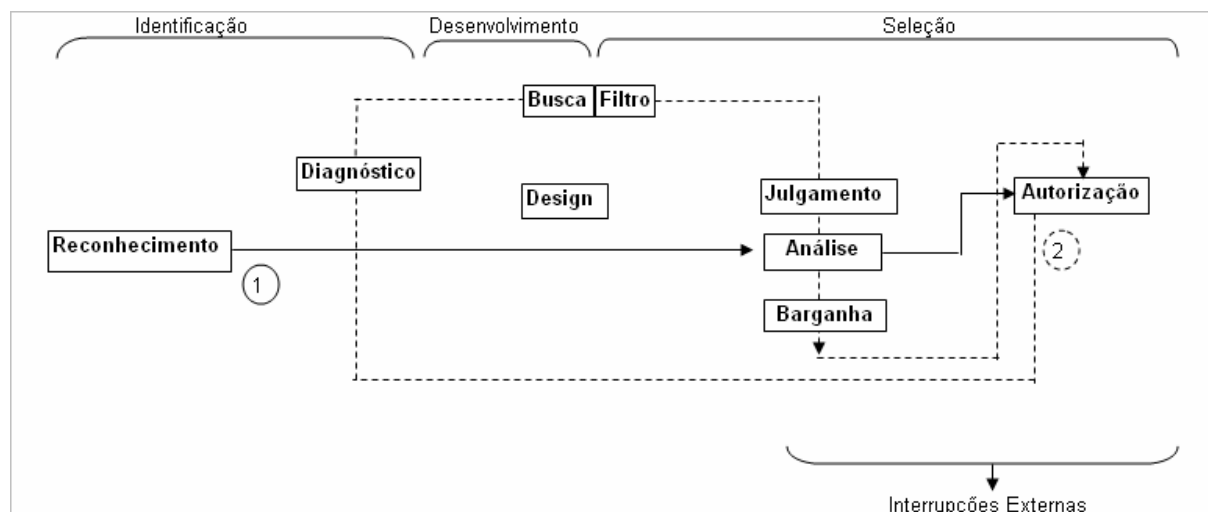 Identificação
Desenvolvimento
Seleção
Busca
Filtro
Diagnóstico
Design
Julgamento
Autorização
Reconhecimento
Análise
1
2
Barganha
Interrupções Externas